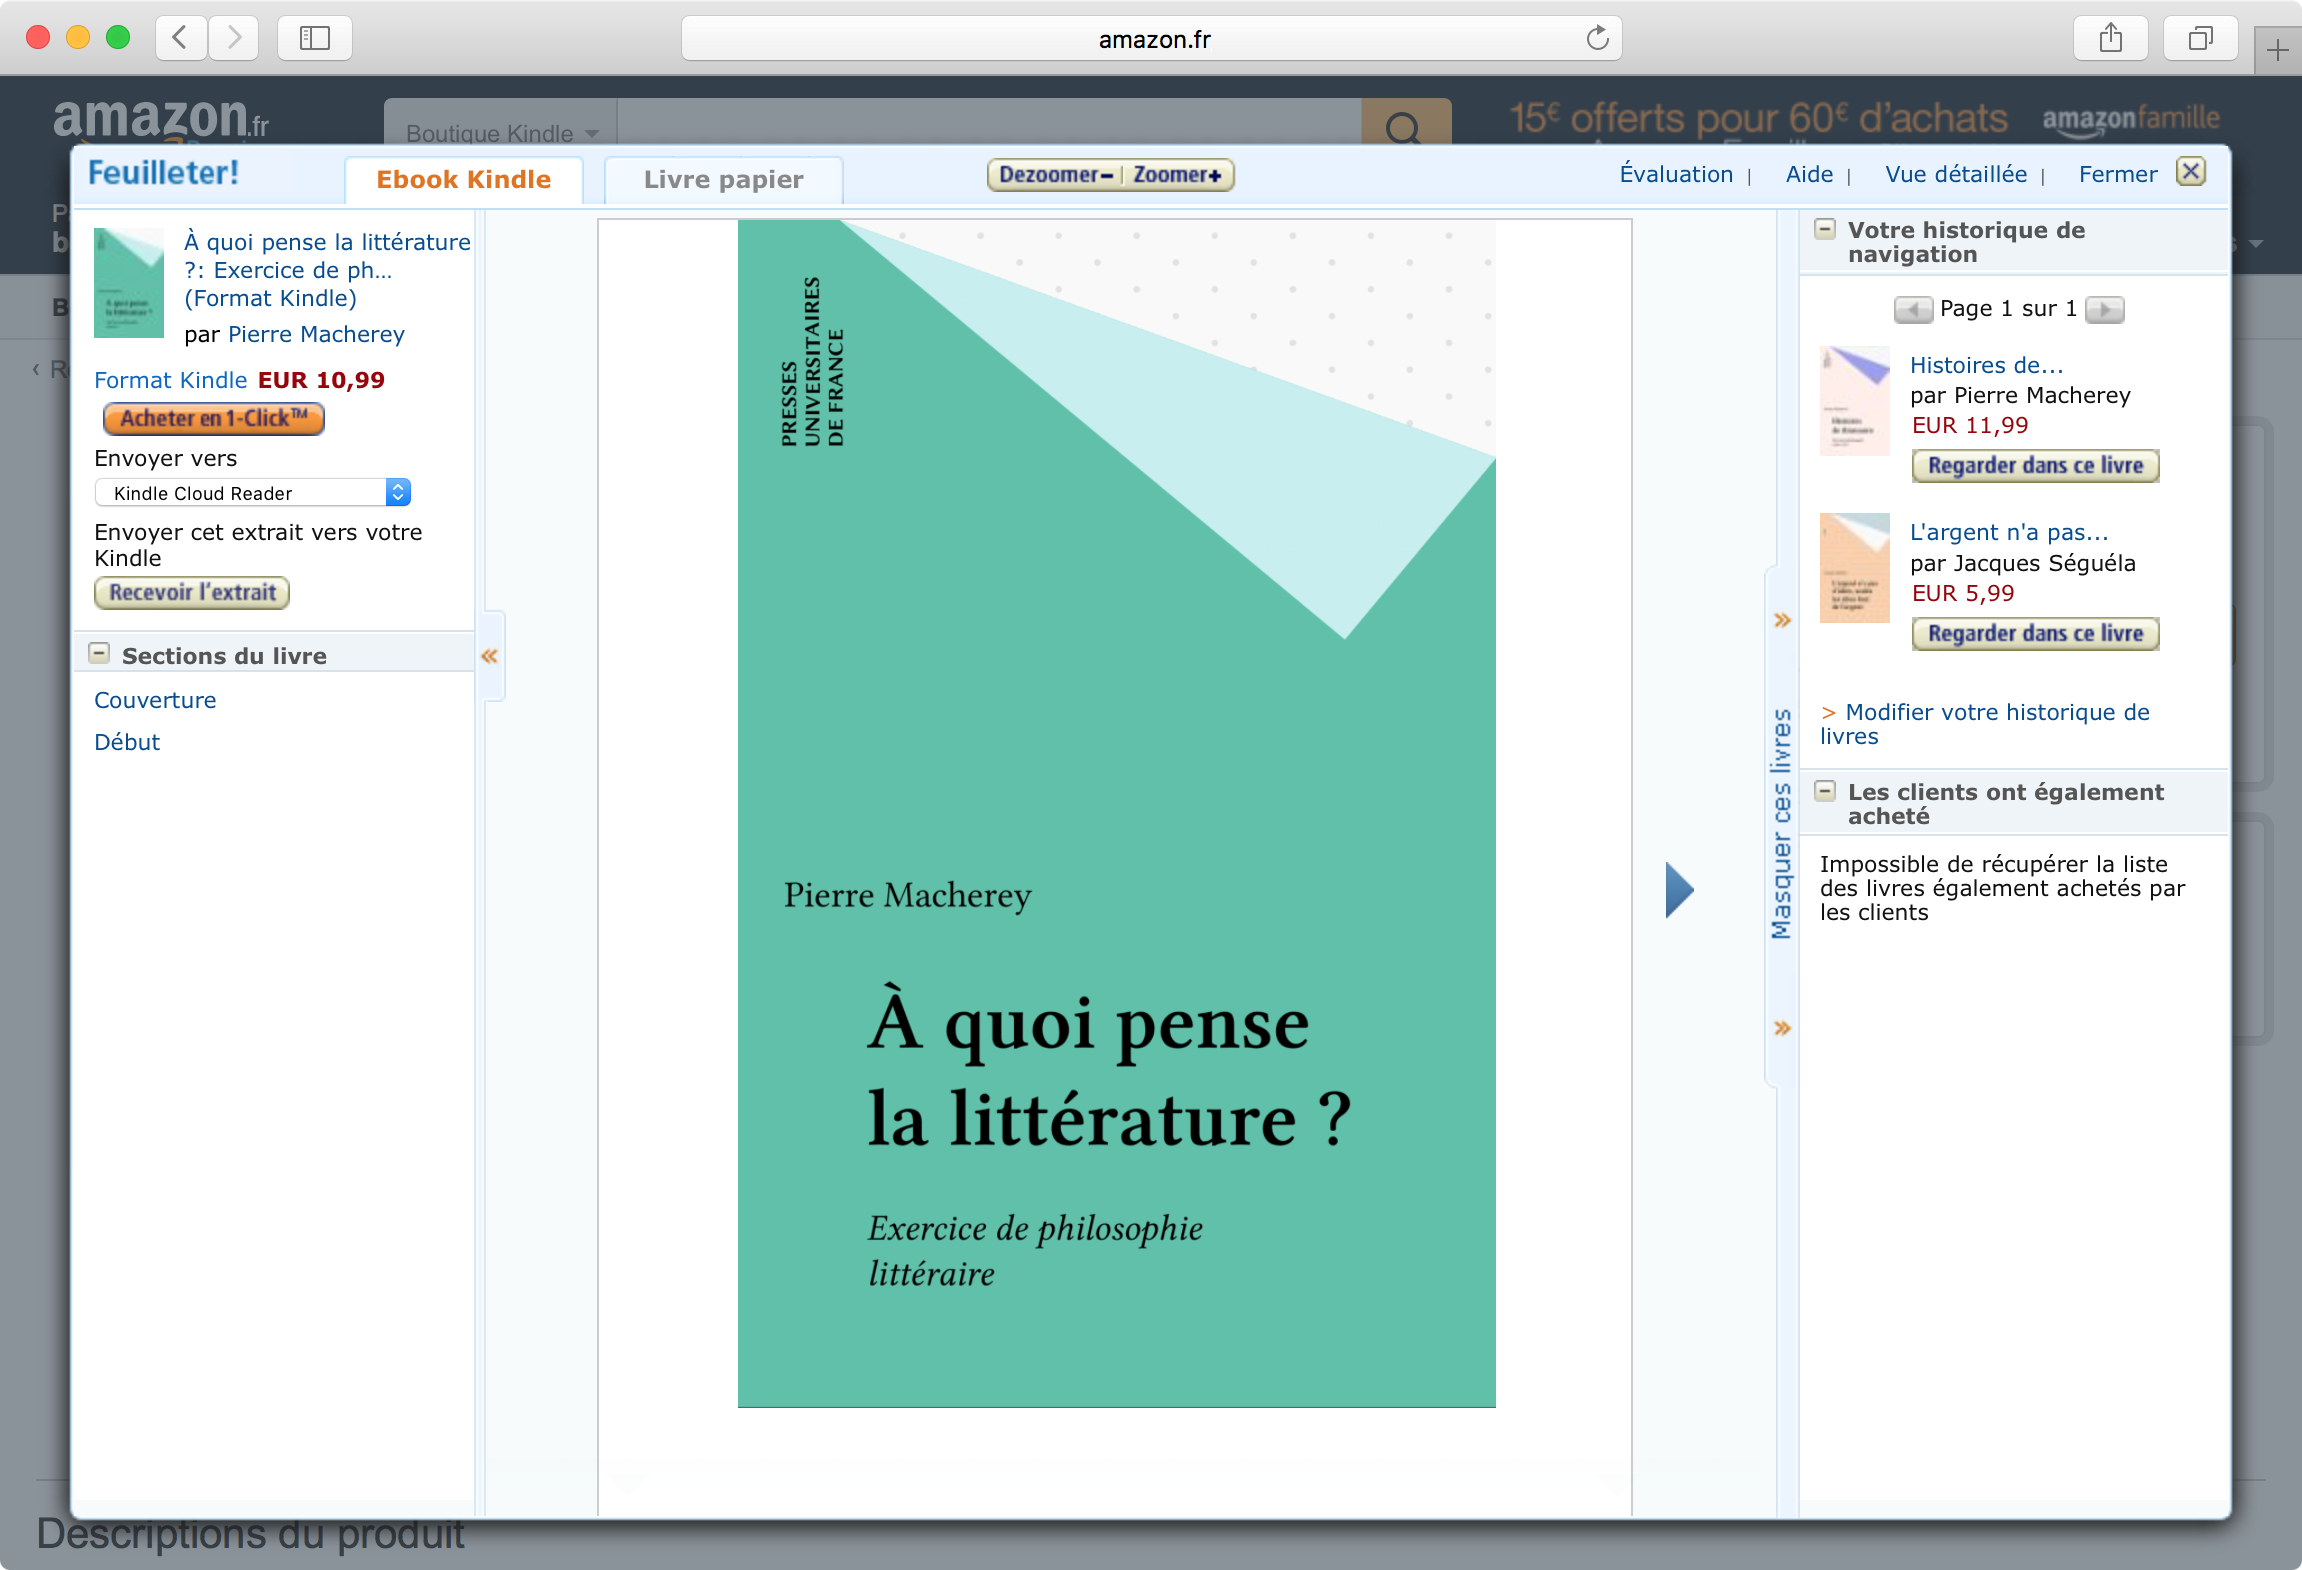 amazon.fr
amazon.fr
Boutique Kindle
15€ offerts pour 60€ d'achats
amazonfamille
Feuilleter!
Ebook Kindle
Livre papier
Dezoomer– | Zoomer+
Évaluation |
Aide |
Vue détaillée |
Fermer
À quoi pense la littérature
?: Exercice de ph...
(Format Kindle)
par Pierre Macherey
Format Kindle EUR 10,99
Acheter en 1-Click™
Envoyer vers
Kindle Cloud Reader
Envoyer cet extrait vers votre
Kindle
Recevoir l'extrait
Sections du livre
Couverture
Début
«
PRESSES
UNIVERSITAIRES
DE FRANCE
Pierre Macherey
À quoi pense
la littérature ?
Exercice de philosophie
littéraire
»
Masquer ces livres
»
Votre historique de
navigation
Page 1 sur 1
Histoires de...
par Pierre Macherey
EUR 11,99
Regarder dans ce livre
L'argent n'a pas...
par Jacques Séguéla
EUR 5,99
Regarder dans ce livre
> Modifier votre historique de
livres
Les clients ont également
acheté
Impossible de récupérer la liste
des livres également achetés par
les clients
Descriptions du produit